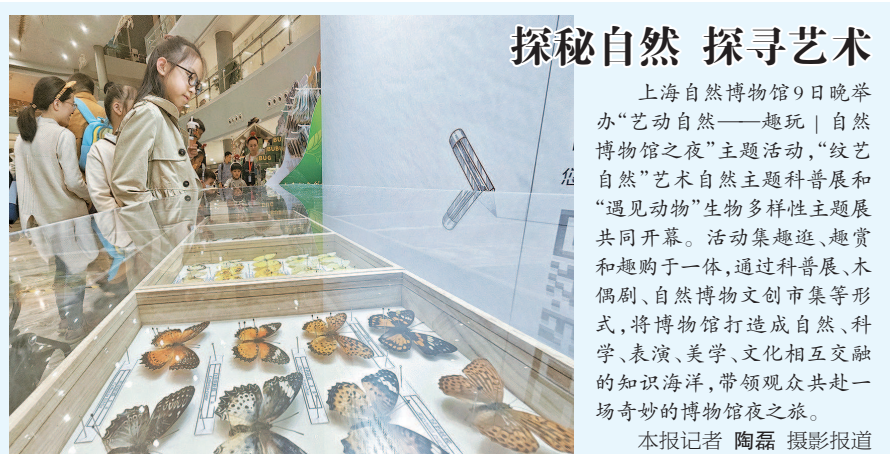 探秘自然 探寻艺术
上海自然博物馆9日晚举
办“艺动自然——趣玩｜自然
博物馆之夜”主题活动，“纹艺
自然”艺术自然主题科普展和
“遇见动物”生物多样性主题展
共同开幕。活动集趣逛、趣赏
和趣购于一体，通过科普展、木
偶剧、自然博物文创市集等形
式，将博物馆打造成自然、科
学、表演、美学、文化相互交融
的知识海洋，带领观众共赴一
场奇妙的博物馆夜之旅。
本报记者 陶磊 摄影报道
您